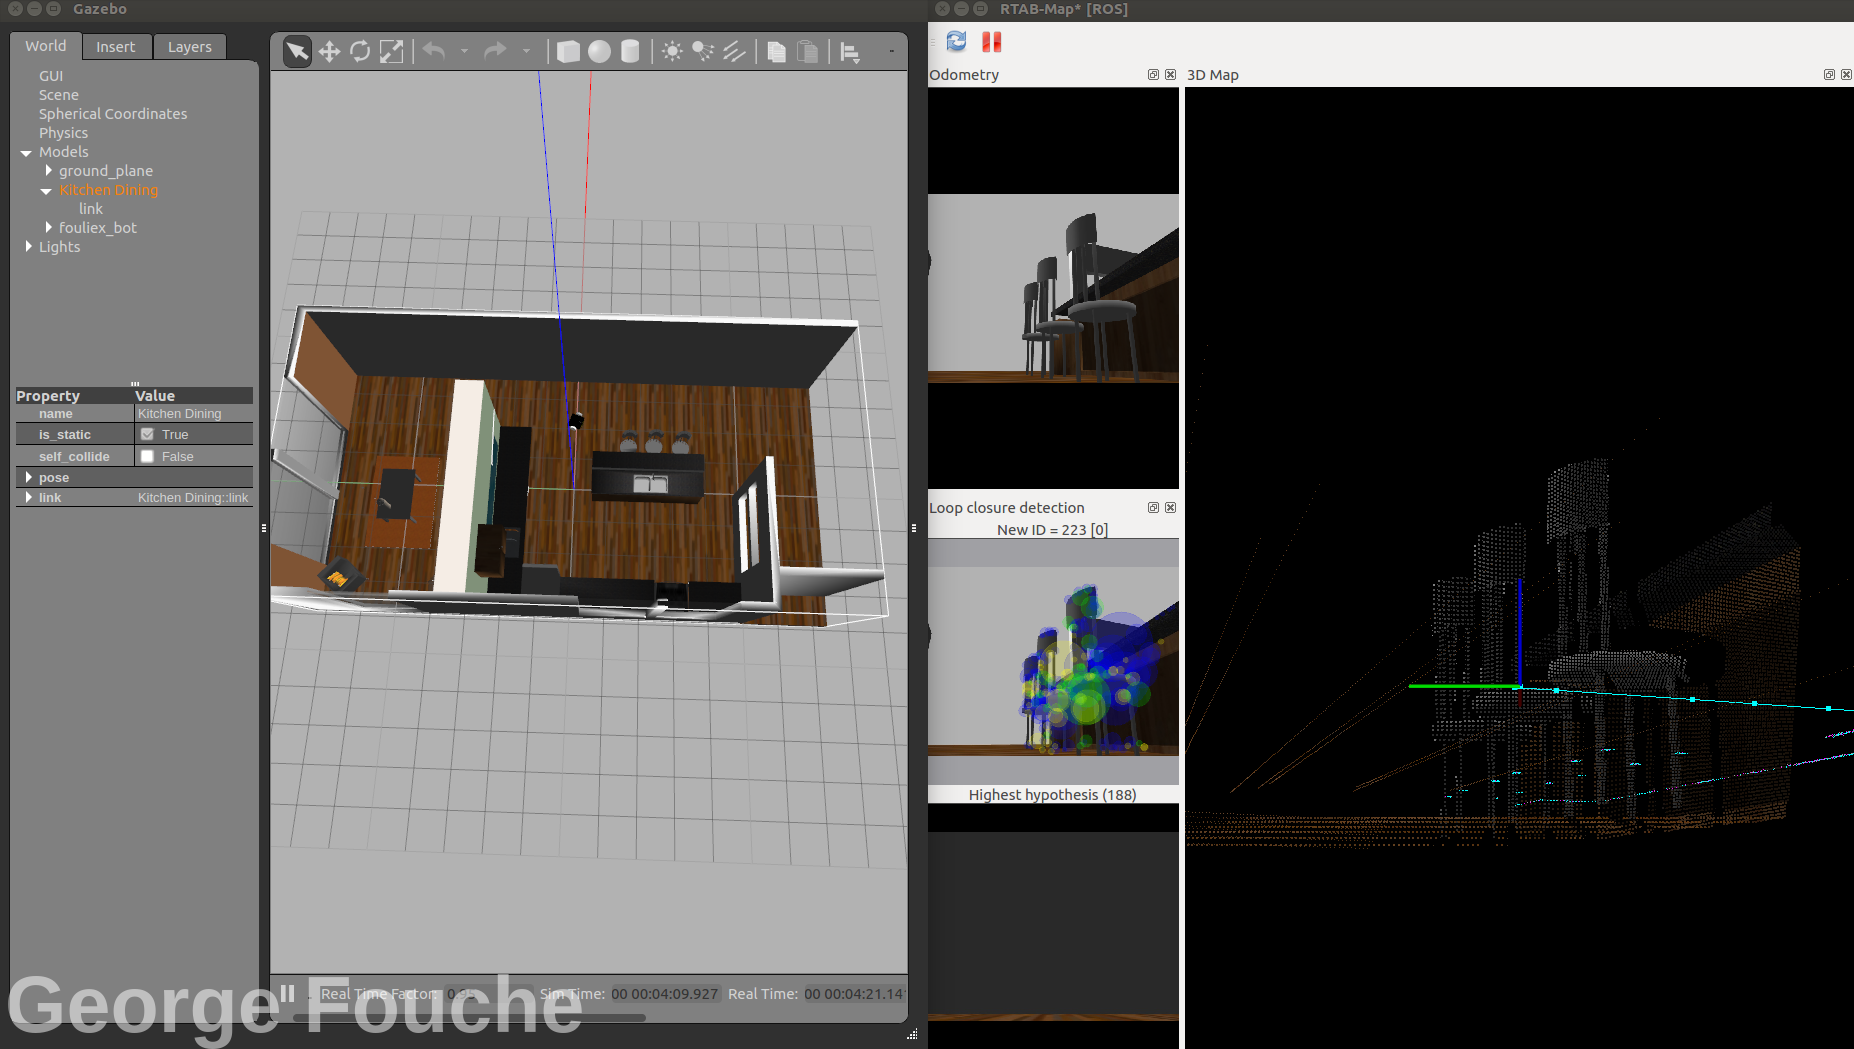 Gazebo
World Insert Layers
GUI
Scene
Spherical Coordinates
Physics
Models
ground_plane
Kitchen Dining
link
fouliex_bot
Lights
Property Value
name Kitchen Dining
is_static True
self_collide False
pose
link Kitchen Dining::link
Real Time Factor: Sim Time: 00 00:04:09.927 Real Time: 00 00:04:21.14
George Fouche
RTAB-Map* [ROS]
Odometry
3D Map
Loop closure detection
New ID = 223 [0]
Highest hypothesis (188)